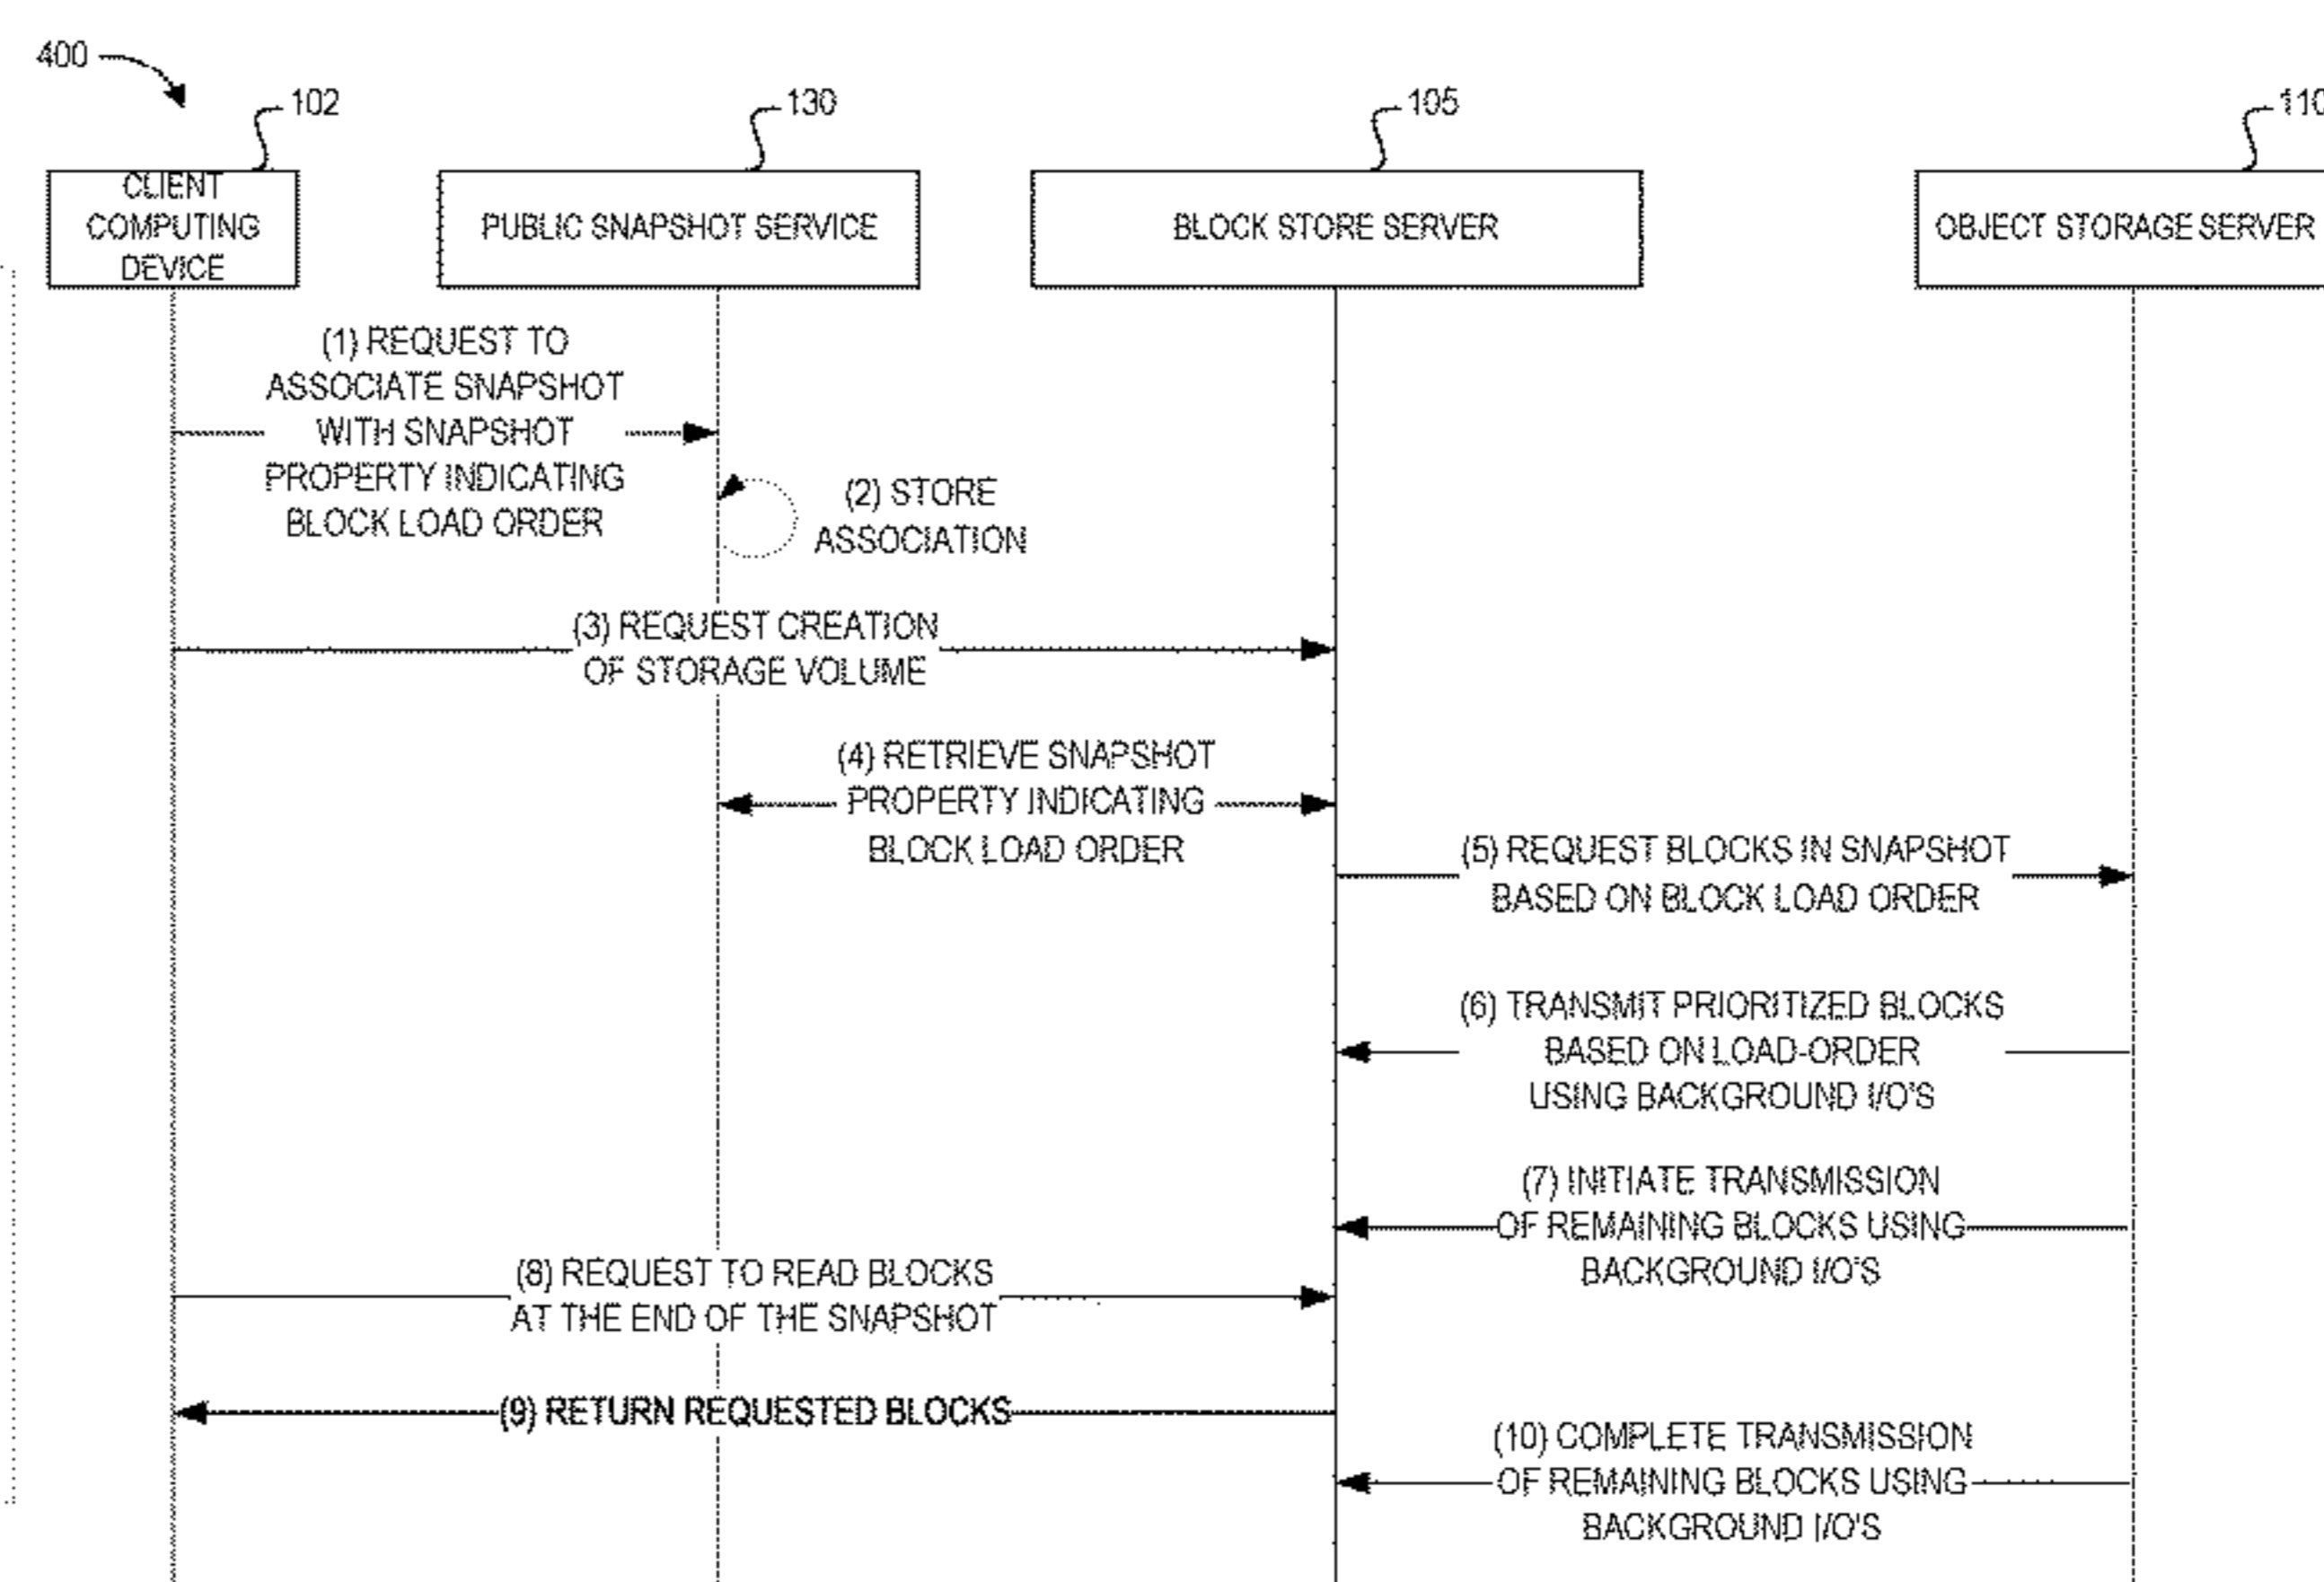 400
102
130
105
110
CLIENT
COMPUTING
DEVICE
PUBLIC SNAPSHOT SERVICE
BLOCK STORE SERVER
OBJECT STORAGE SERVER
(1) REQUEST TO
ASSOCIATE SNAPSHOT
WITH SNAPSHOT
PROPERTY INDICATING
BLOCK LOAD ORDER
(2) STORE
ASSOCIATION
(3) REQUEST CREATION
OF STORAGE VOLUME
(4) RETRIEVE SNAPSHOT
PROPERTY INDICATING
BLOCK LOAD ORDER
(5) REQUEST BLOCKS IN SNAPSHOT
BASED ON BLOCK LOAD ORDER
(6) TRANSMIT PRIORITIZED BLOCKS
BASED ON LOAD-ORDER
USING BACKGROUND I/O'S
(7) INITIATE TRANSMISSION
OF REMAINING BLOCKS USING
BACKGROUND I/O'S
(8) REQUEST TO READ BLOCKS
AT THE END OF THE SNAPSHOT
(9) RETURN REQUESTED BLOCKS
(10) COMPLETE TRANSMISSION
OF REMAINING BLOCKS USING
BACKGROUND I/O'S